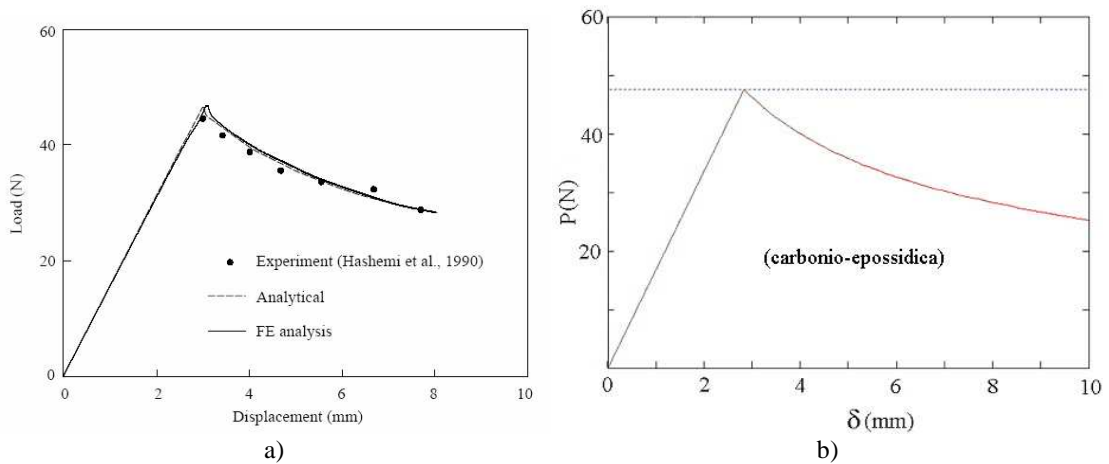 60
40
20
0
Load (N)
Experiment (Hashemi et al., 1990)
Analytical
FE analysis
0 2 4 6 8 10
Displacement (mm)
a)
60
40
20
0 2 4 6 8 10
P(N)
(carbonio-epossidica)
δ (mm)
b)